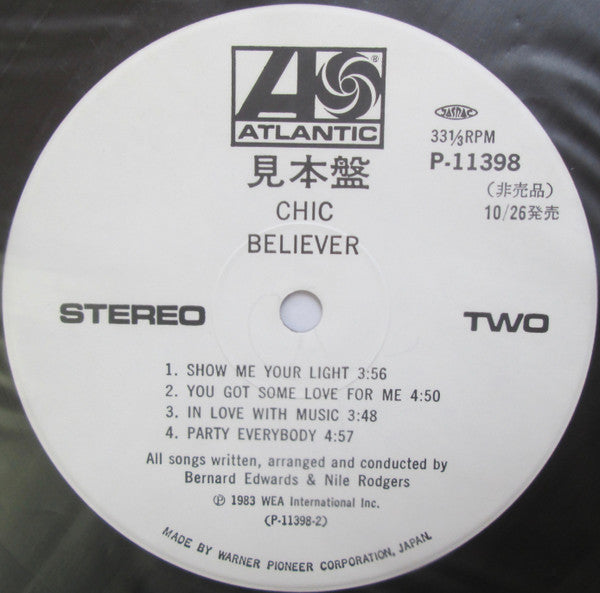 ATLANTIC
®
JASRAC
33⅓RPM
P-11398
(非売品)
10/26発売
見本盤
CHIC
BELIEVER
STEREO
TWO
1. SHOW ME YOUR LIGHT 3:56
2. YOU GOT SOME LOVE FOR ME 4:50
3. IN LOVE WITH MUSIC 3:48
4. PARTY EVERYBODY 4:57
All songs written, arranged and conducted by
Bernard Edwards & Nile Rodgers
℗ 1983 WEA International Inc.
(P-11398-2)
MADE BY WARNER PIONEER CORPORATION, JAPAN.